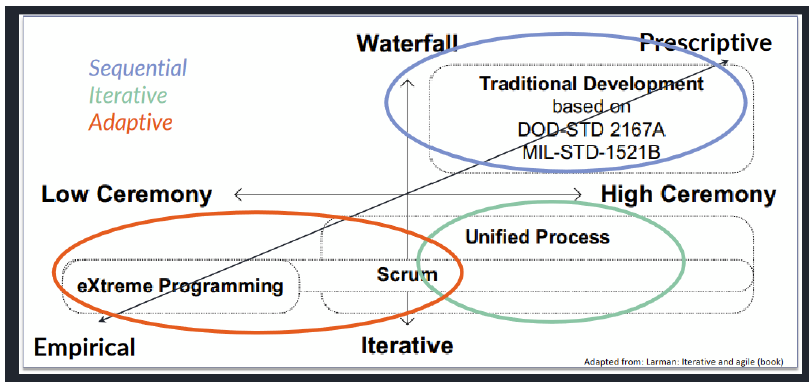 Waterfall
Prescriptive
Sequential
Iterative
Adaptive
Traditional Development
based on
DOD-STD 2167A
MIL-STD-1521B
Low Ceremony
High Ceremony
Unified Process
Scrum
eXtreme Programming
Empirical
Iterative
Adapted from: Larman: Iterative and agile (book)